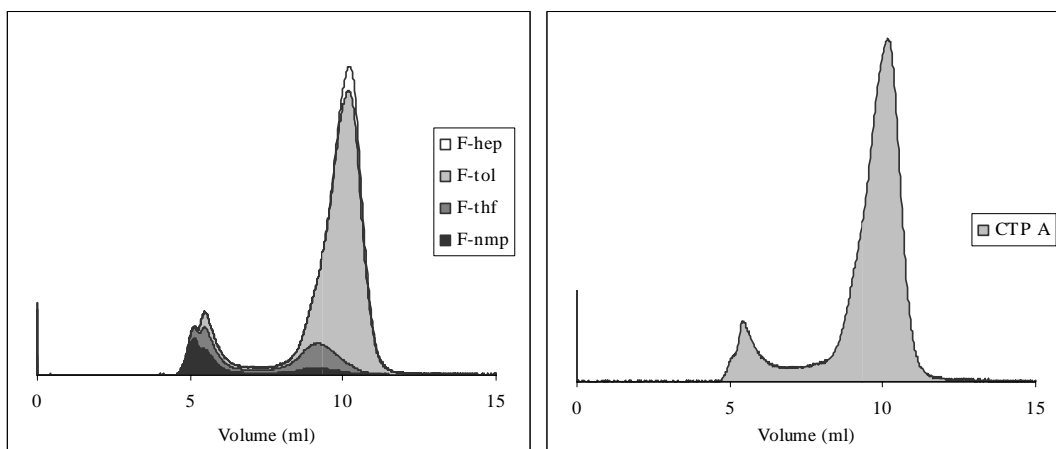 F-hep
F-tol
F-thf
F-nmp
0 5 10 15
Volume (ml)
CTP A
0 5 10 15
Volume (ml)